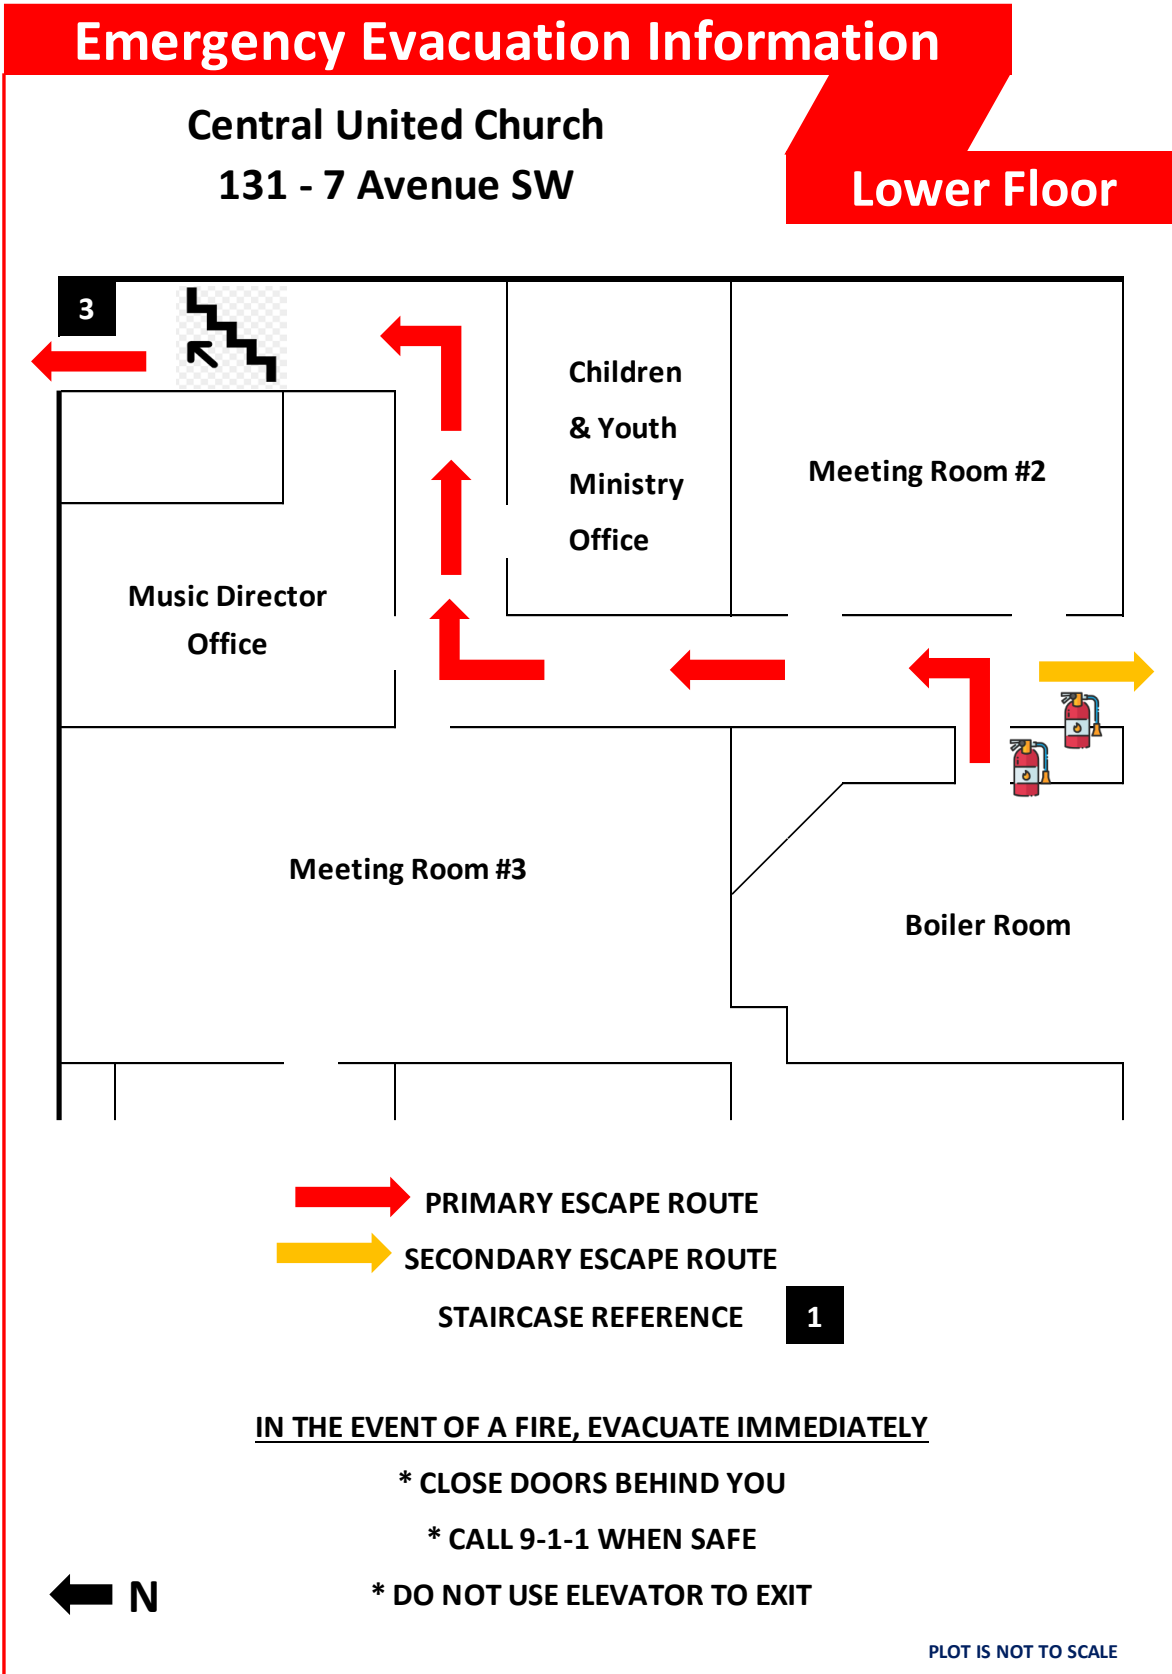 Emergency Evacuation Information
Central United Church
131 - 7 Avenue SW
Lower Floor
3
Children
& Youth
Ministry
Office
Meeting Room #2
Music Director
Office
Meeting Room #3
Boiler Room
PRIMARY ESCAPE ROUTE
SECONDARY ESCAPE ROUTE
STAIRCASE REFERENCE 1
IN THE EVENT OF A FIRE, EVACUATE IMMEDIATELY
* CLOSE DOORS BEHIND YOU
* CALL 9-1-1 WHEN SAFE
* DO NOT USE ELEVATOR TO EXIT
N
PLOT IS NOT TO SCALE